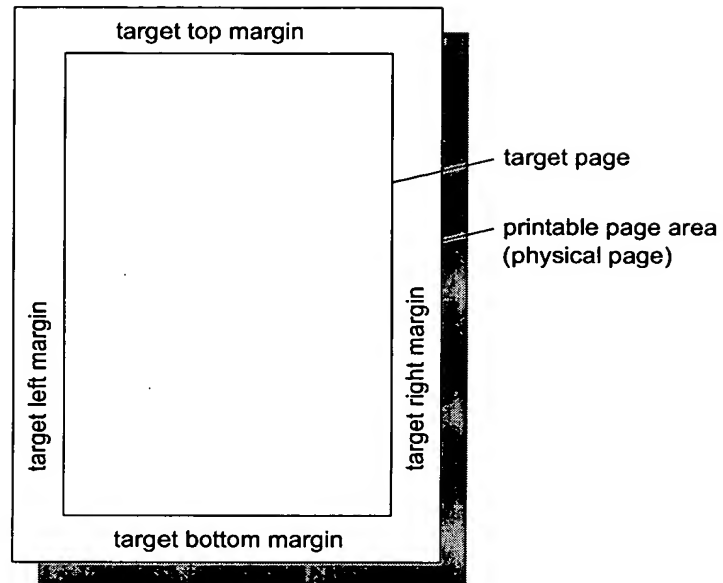 target top margin
target page
printable page area
(physical page)
target left margin
target right margin
target bottom margin